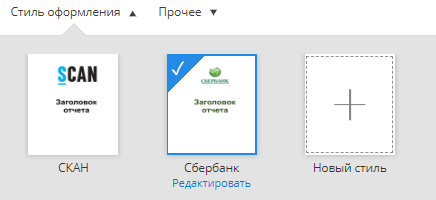 Стиль оформления ▲ Прочее ▼
SCAN
Заголовок
отчета
СБЕРБАНК
Заголовок
отчета
СКАН
Сбербанк
Новый стиль
Редактировать